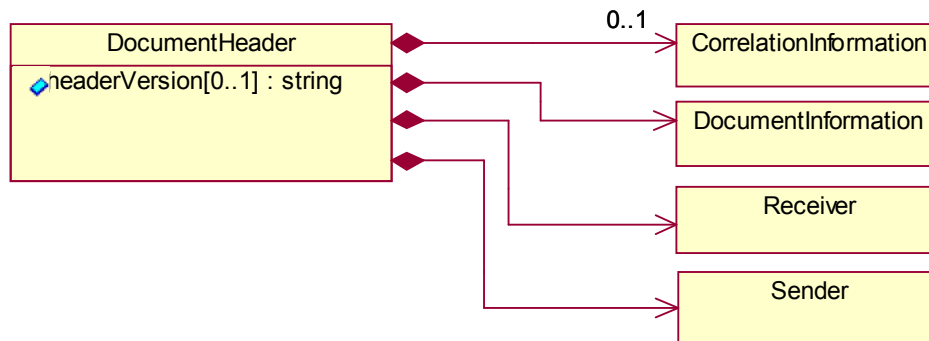 DocumentHeader
headerVersion[0..1] : string
0..1
CorrelationInformation
DocumentInformation
Receiver
Sender